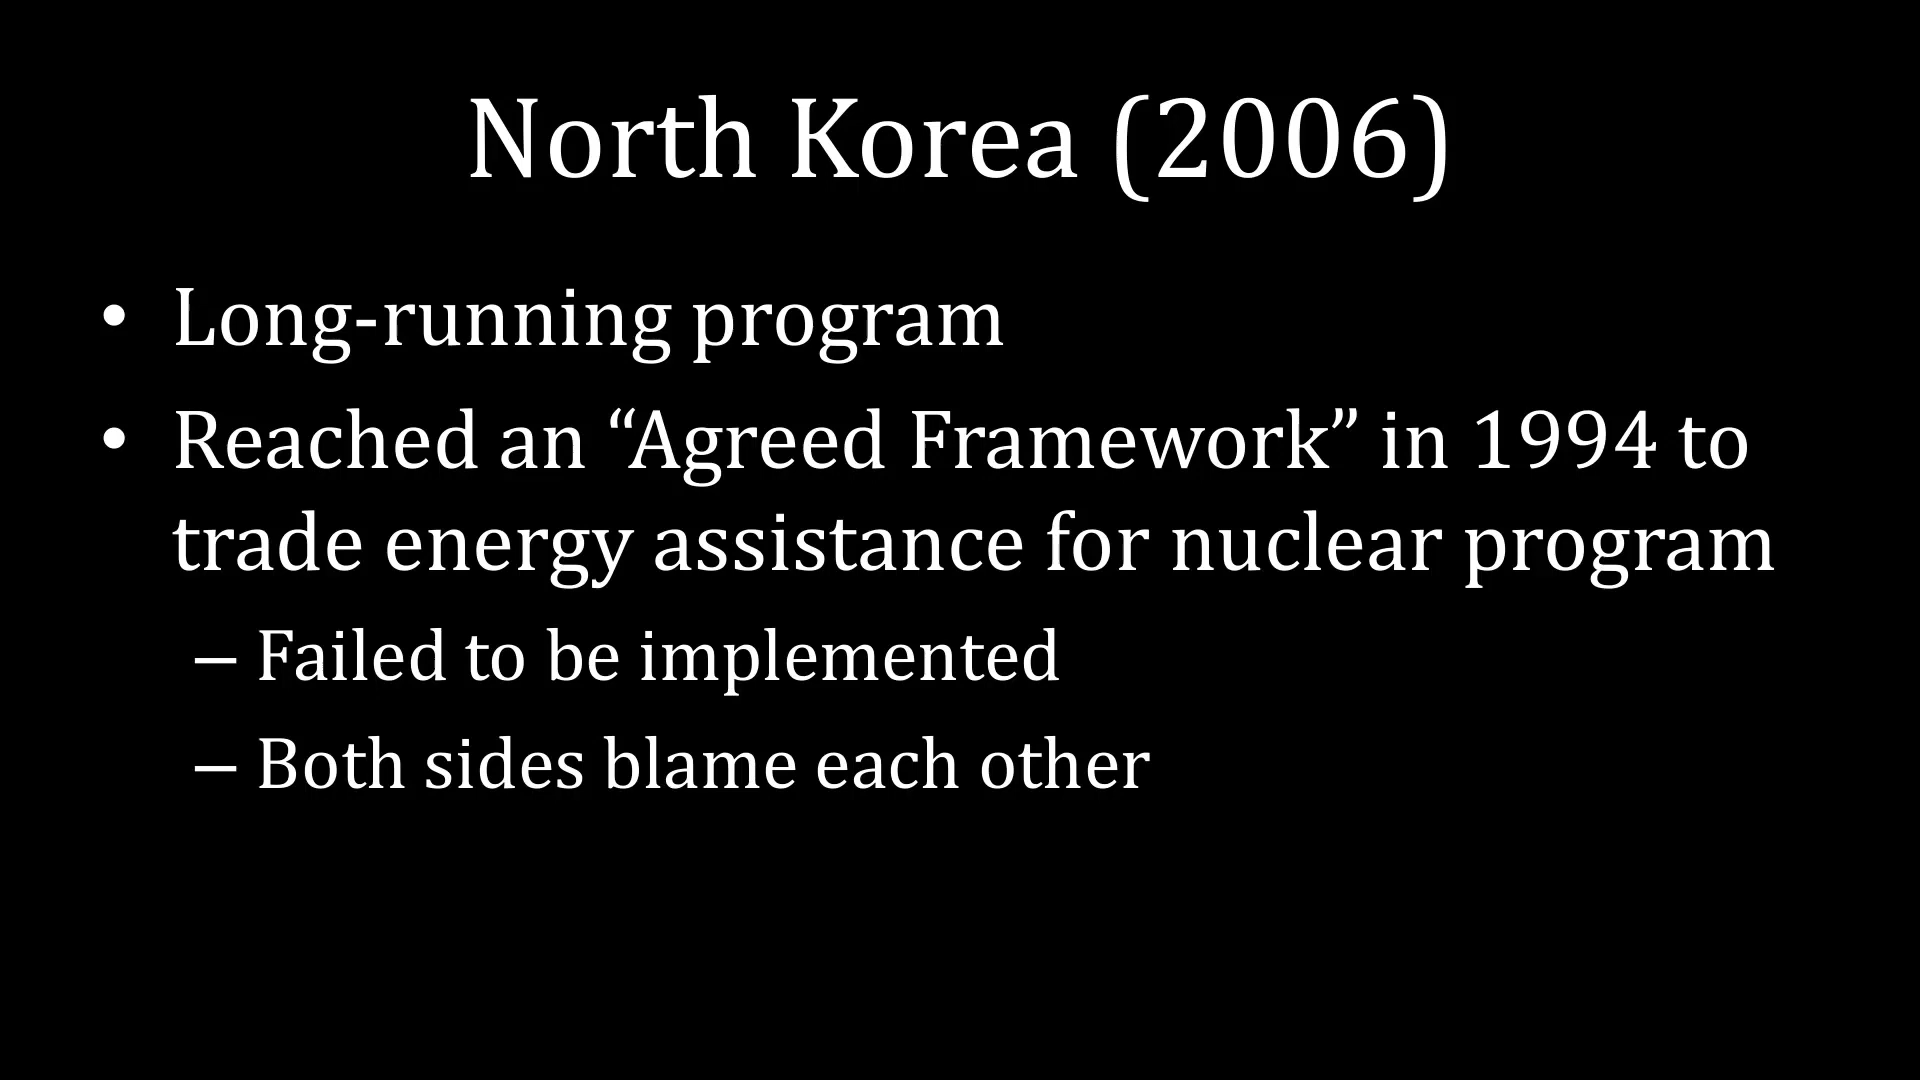 North Korea (2006)
• Long-running program
• Reached an “Agreed Framework” in 1994 to
trade energy assistance for nuclear program
– Failed to be implemented
– Both sides blame each other